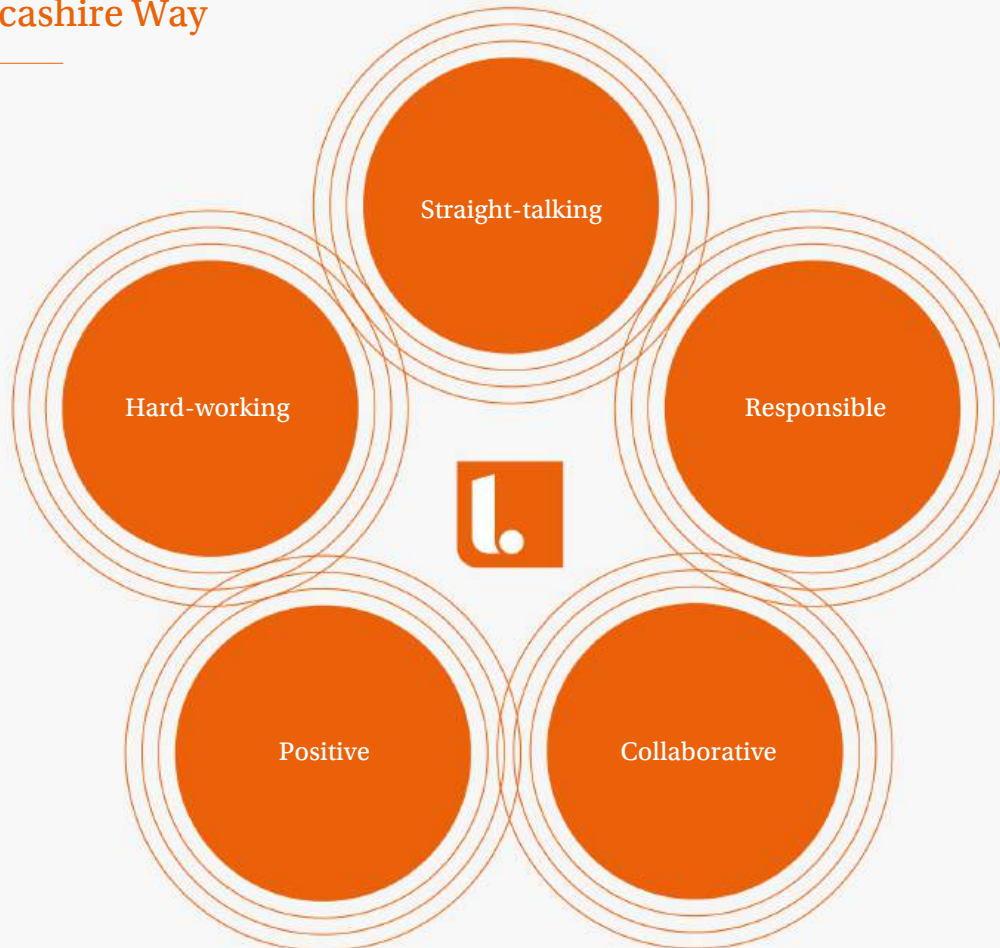 cashire Way
Straight-talking
Hard-working
Responsible
l.
Positive
Collaborative